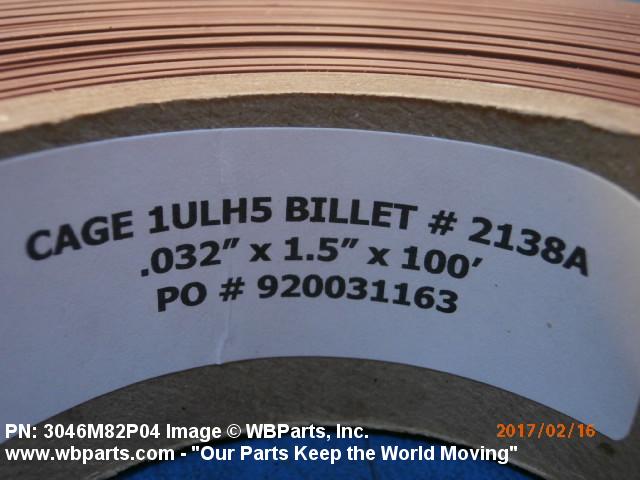 CAGE 1ULH5 BILLET # 2138A
.032″ x 1.5″ x 100′
PO # 920031163
PN: 3046M82P04 Image © WBParts, Inc.
2017/02/16
www.wbparts.com - "Our Parts Keep the World Moving"